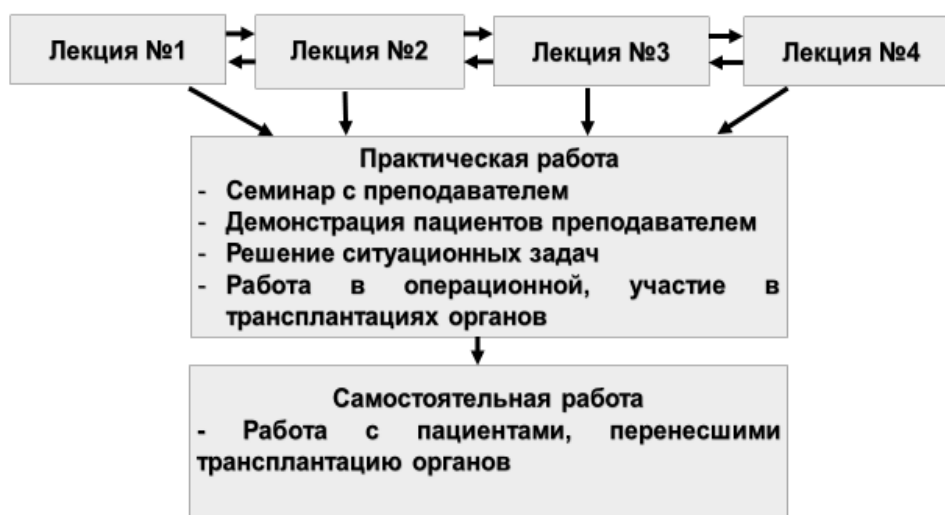 Лекция №1
Лекция №2
Лекция №3
Лекция №4
Практическая работа
- Семинар с преподавателем
- Демонстрация пациентов преподавателем
- Решение ситуационных задач
- Работа в операционной, участие в
трансплантациях органов
Самостоятельная работа
- Работа с пациентами, перенесшими
трансплантацию органов